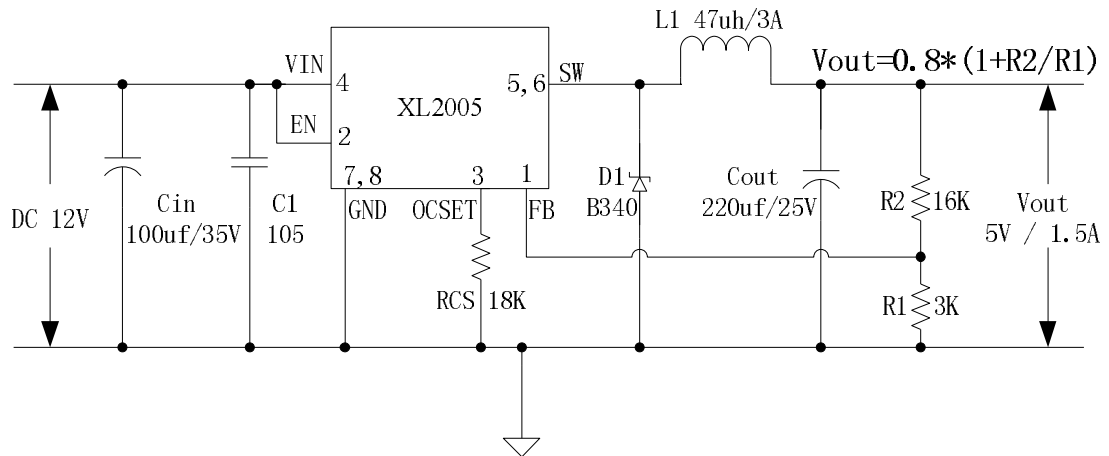 L1 47uh/3A
Vout=0.8*(1+R2/R1)
VIN
4
5,6
SW
XL2005
EN
2
7,8
3
1
GND
OCSET
FB
DC 12V
Cin
100uf/35V
C1
105
D1
B340
Cout
220uf/25V
R2
16K
Vout
5V / 1.5A
RCS
18K
R1
3K